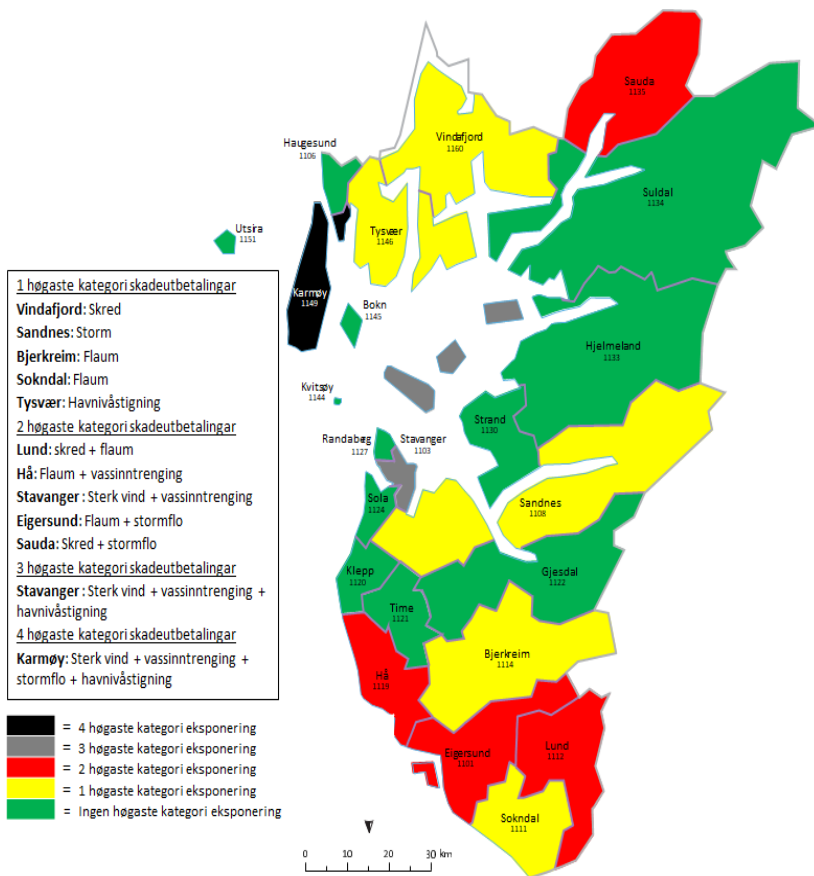 Sauda
1135
Vindafjord
1160
Haugesund
1106
Suldal
1134
Utsira
1151
Tysvær
1146
Karmøy
1149
Bokn
1145
Hjelmeland
1133
Kvitsøy
1144
Strand
1130
Randaberg
1127
Stavanger
1103
Sola
1124
Sandnes
1108
Klepp
1120
Gjesdal
1122
Time
1121
Bjerkreim
1114
Hå
1119
Eigersund
1101
Lund
1112
Sokndal
1111
1 høgaste kategori skadeutbetalingar
Vindafjord: Skred
Sandnes: Storm
Bjerkreim: Flaum
Sokndal: Flaum
Tysvær: Havnivåstigning
2 høgaste kategori skadeutbetalingar
Lund: skred + flaum
Hå: Flaum + vassinntrenging
Stavanger: Sterk vind + vassinntrenging
Eigersund: Flaum + stormflo
Sauda: Skred + stormflo
3 høgaste kategori skadeutbetalingar
Stavanger : Sterk vind + vassinntrenging +
havnivåstigning
4 høgaste kategori skadeutbetalingar
Karmøy: Sterk vind + vassinntrenging +
stormflo + havnivåstigning
= 4 høgaste kategori eksponering
= 3 høgaste kategori eksponering
= 2 høgaste kategori eksponering
= 1 høgaste kategori eksponering
= Ingen høgaste kategori eksponering
0 10 20 30 km